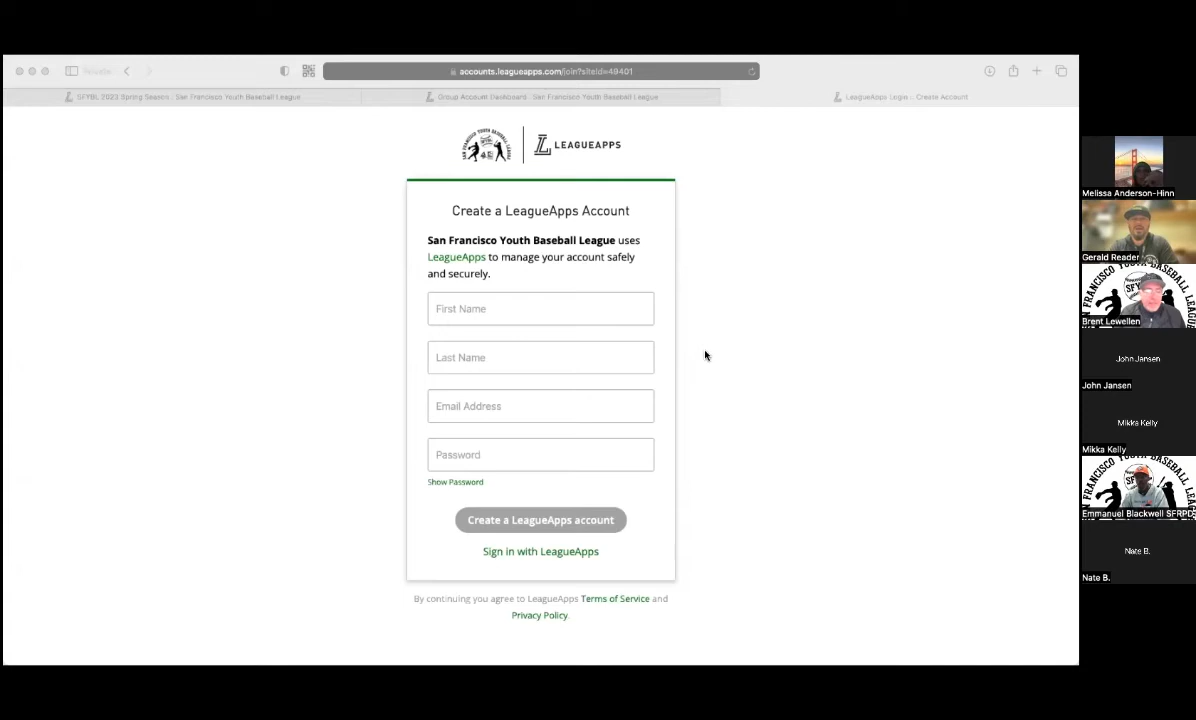 Private
accounts.leagueapps.com/join?siteId=49401
SFYBL 2023 Spring Season - San Francisco Youth Baseball League
Group Account Dashboard - San Francisco Youth Baseball League
LeagueApps Login :: Create Account
LEAGUEAPPS
Create a LeagueApps Account
San Francisco Youth Baseball League uses
LeagueApps to manage your account safely
and securely.
First Name
Last Name
Email Address
Password
Show Password
Create a LeagueApps account
Sign in with LeagueApps
By continuing you agree to LeagueApps Terms of Service and
Privacy Policy.
Melissa Anderson-Hinn
Gerald Reader
Brent Lewellen
John Jansen
John Jansen
Mikka Kelly
Mikka Kelly
Emmanuel Blackwell SFRPD
Nate B.
Nate B.